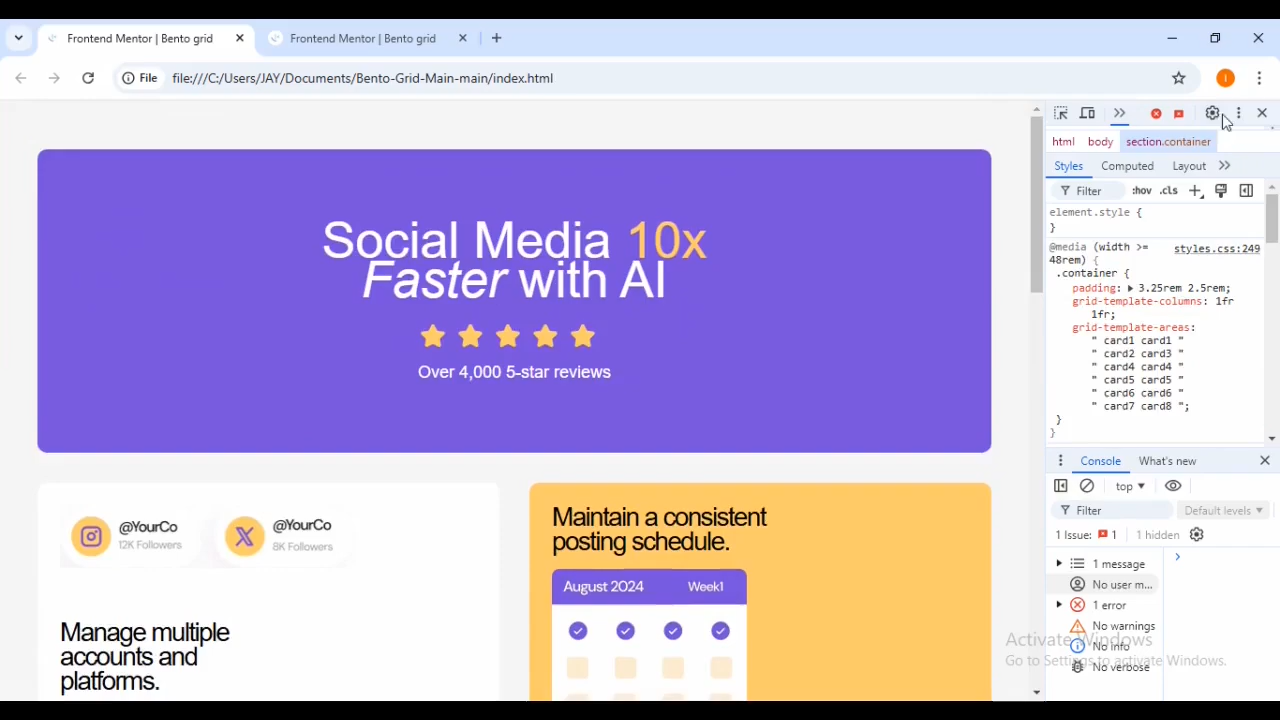 Frontend Mentor | Bento grid
Frontend Mentor | Bento grid
File
file:///C:/Users/JAY/Documents/Bento-Grid-Main-main/index.html
i
Social Media 10x
Faster with AI
Over 4,000 5-star reviews
@YourCo
12K Followers
@YourCo
8K Followers
Manage multiple
accounts and
platforms.
Maintain a consistent
posting schedule.
August 2024 Week1
html body section.container
Styles Computed Layout
Filter :hov .cls
element.style {
}
@media (width >= styles.css:249
48rem) {
.container {
padding: 3.25rem 2.5rem;
grid-template-columns: 1fr
1fr;
grid-template-areas:
" card1 card1 "
" card2 card3 "
" card4 card4 "
" card5 card5 "
" card6 card6 "
" card7 card8 ";
}
}
Console What's new
top
Filter Default levels
1 Issue: 1 1 hidden
1 message
No user m...
1 error
No warnings
No info
No verbose
Activate Windows
Go to Settings to activate Windows.